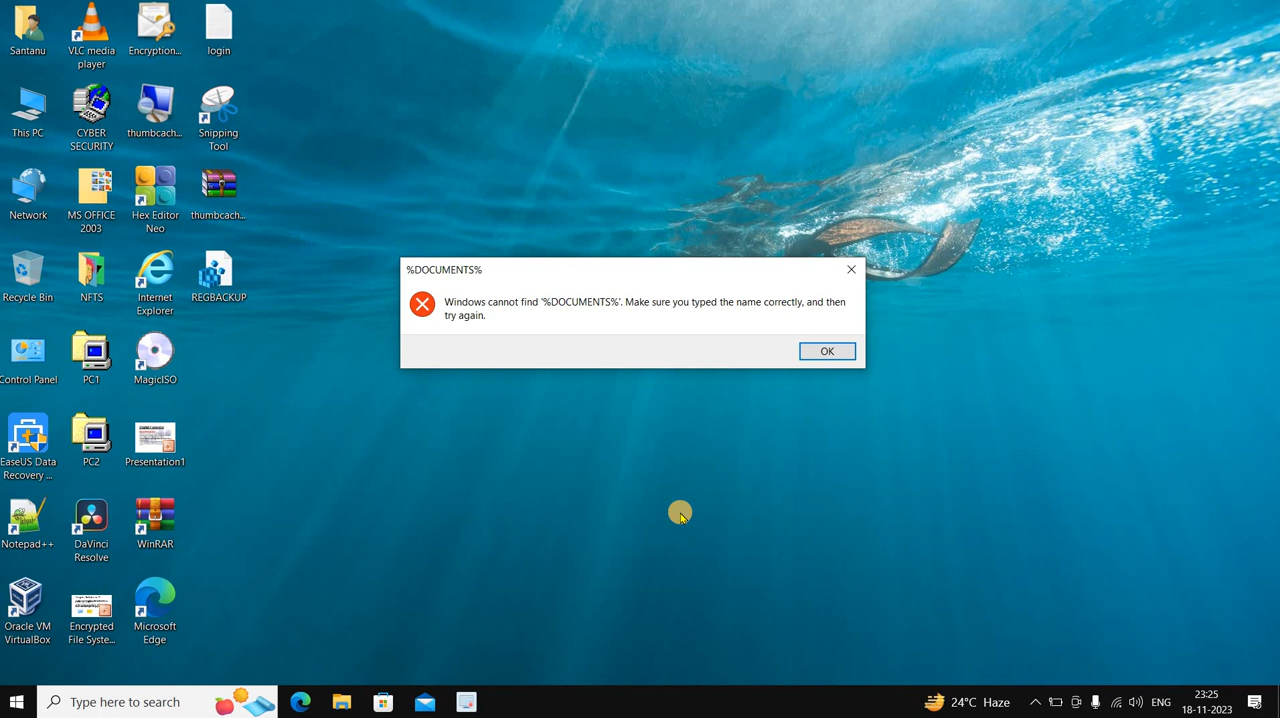 Santanu
VLC media
player
Encryption...
login
This PC
CYBER
SECURITY
thumbcach...
Snipping
Tool
Network
MS OFFICE
2003
Hex Editor
Neo
thumbcach...
Recycle Bin
NFTS
Internet
Explorer
REGBACKUP
Control Panel
PC1
MagicISO
EaseUS Data
Recovery ...
PC2
Presentation1
Notepad++
DaVinci
Resolve
WinRAR
Oracle VM
VirtualBox
Encrypted
File Syste...
Microsoft
Edge
%DOCUMENTS%
Windows cannot find '%DOCUMENTS%'. Make sure you typed the name correctly, and then
try again.
OK
Type here to search
24°C Haze
ENG
23:25
18-11-2023